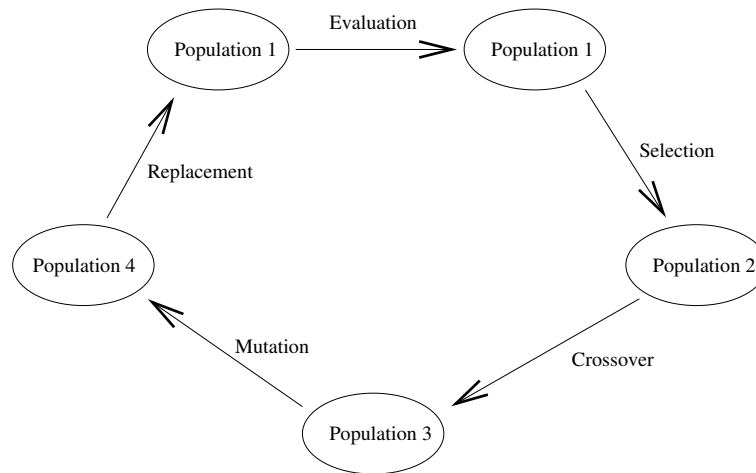 Evaluation
Population 1
Population 1
Selection
Replacement
Population 4
Population 2
Mutation
Crossover
Population 3